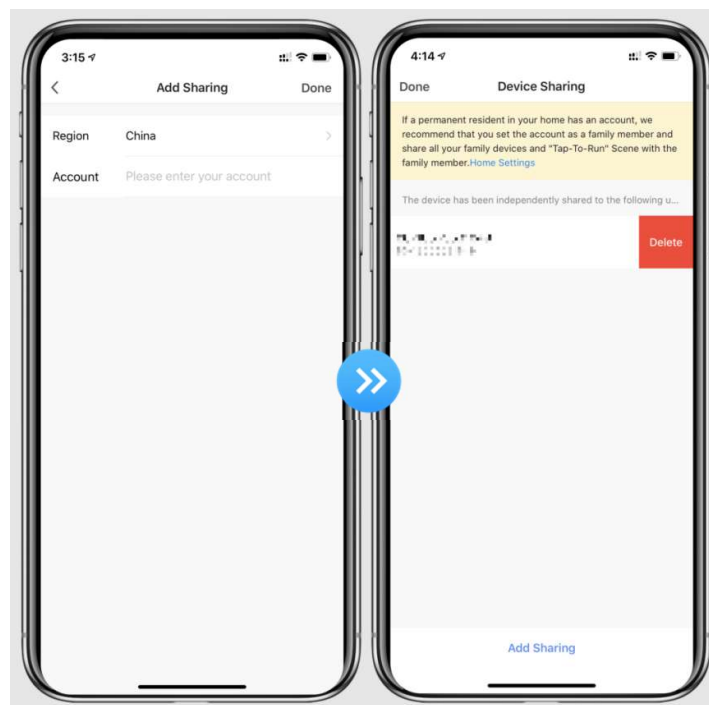 3:15
Add Sharing
Done
Region
China
Account
Please enter your account
4:14
Done
Device Sharing
If a permanent resident in your home has an account, we
recommend that you set the account as a family member and
share all your family devices and "Tap-To-Run" Scene with the
family member.Home Settings
The device has been independently shared to the following u...
Delete
Add Sharing